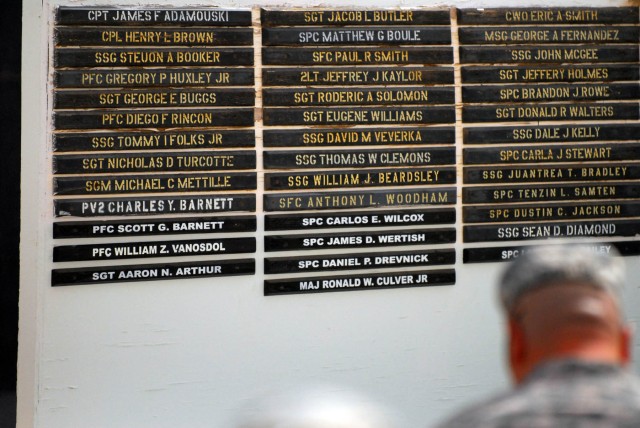 CPT JAMES F ADAMOUSKI
CPL HENRY L BROWN
SSG STEVON A BOOKER
PFC GREGORY P HUXLEY JR
SGT GEORGE E BUGGS
PFC DIEGO F RINCON
SSG TOMMY I FOLKS JR
SGT NICHOLAS D TURCOTTE
SGM MICHAEL C METTILLE
PV2 CHARLES Y. BARNETT
PFC SCOTT G. BARNETT
PFC WILLIAM Z. VANOSDOL
SGT AARON N. ARTHUR
SGT JACOB L BUTLER
SPC MATTHEW G BOULE
SFC PAUL R SMITH
2LT JEFFREY J KAYLOR
SGT RODERIC A SOLOMON
SGT EUGENE WILLIAMS
SSG DAVID M VEVERKA
SSG THOMAS W CLEMONS
SSG WILLIAM J. BEARDSLEY
SFC ANTHONY L. WOODHAM
SPC CARLOS E. WILCOX
SPC JAMES D. WERTISH
SPC DANIEL P. DREVNICK
MAJ RONALD W. CULVER JR
CWO ERIC A SMITH
MSG GEORGE A FERNANDEZ
SSG JOHN MCGEE
SGT JEFFERY HOLMES
SPC BRANDON J ROWE
SGT DONALD R WALTERS
SSG DALE J KELLY
SPC CARLA J STEWART
SSG JUANTREA T. BRADLEY
SPC TENZIN L. SAMTEN
SPC DUSTIN C. JACKSON
SSG SEAN D. DIAMOND
SPC